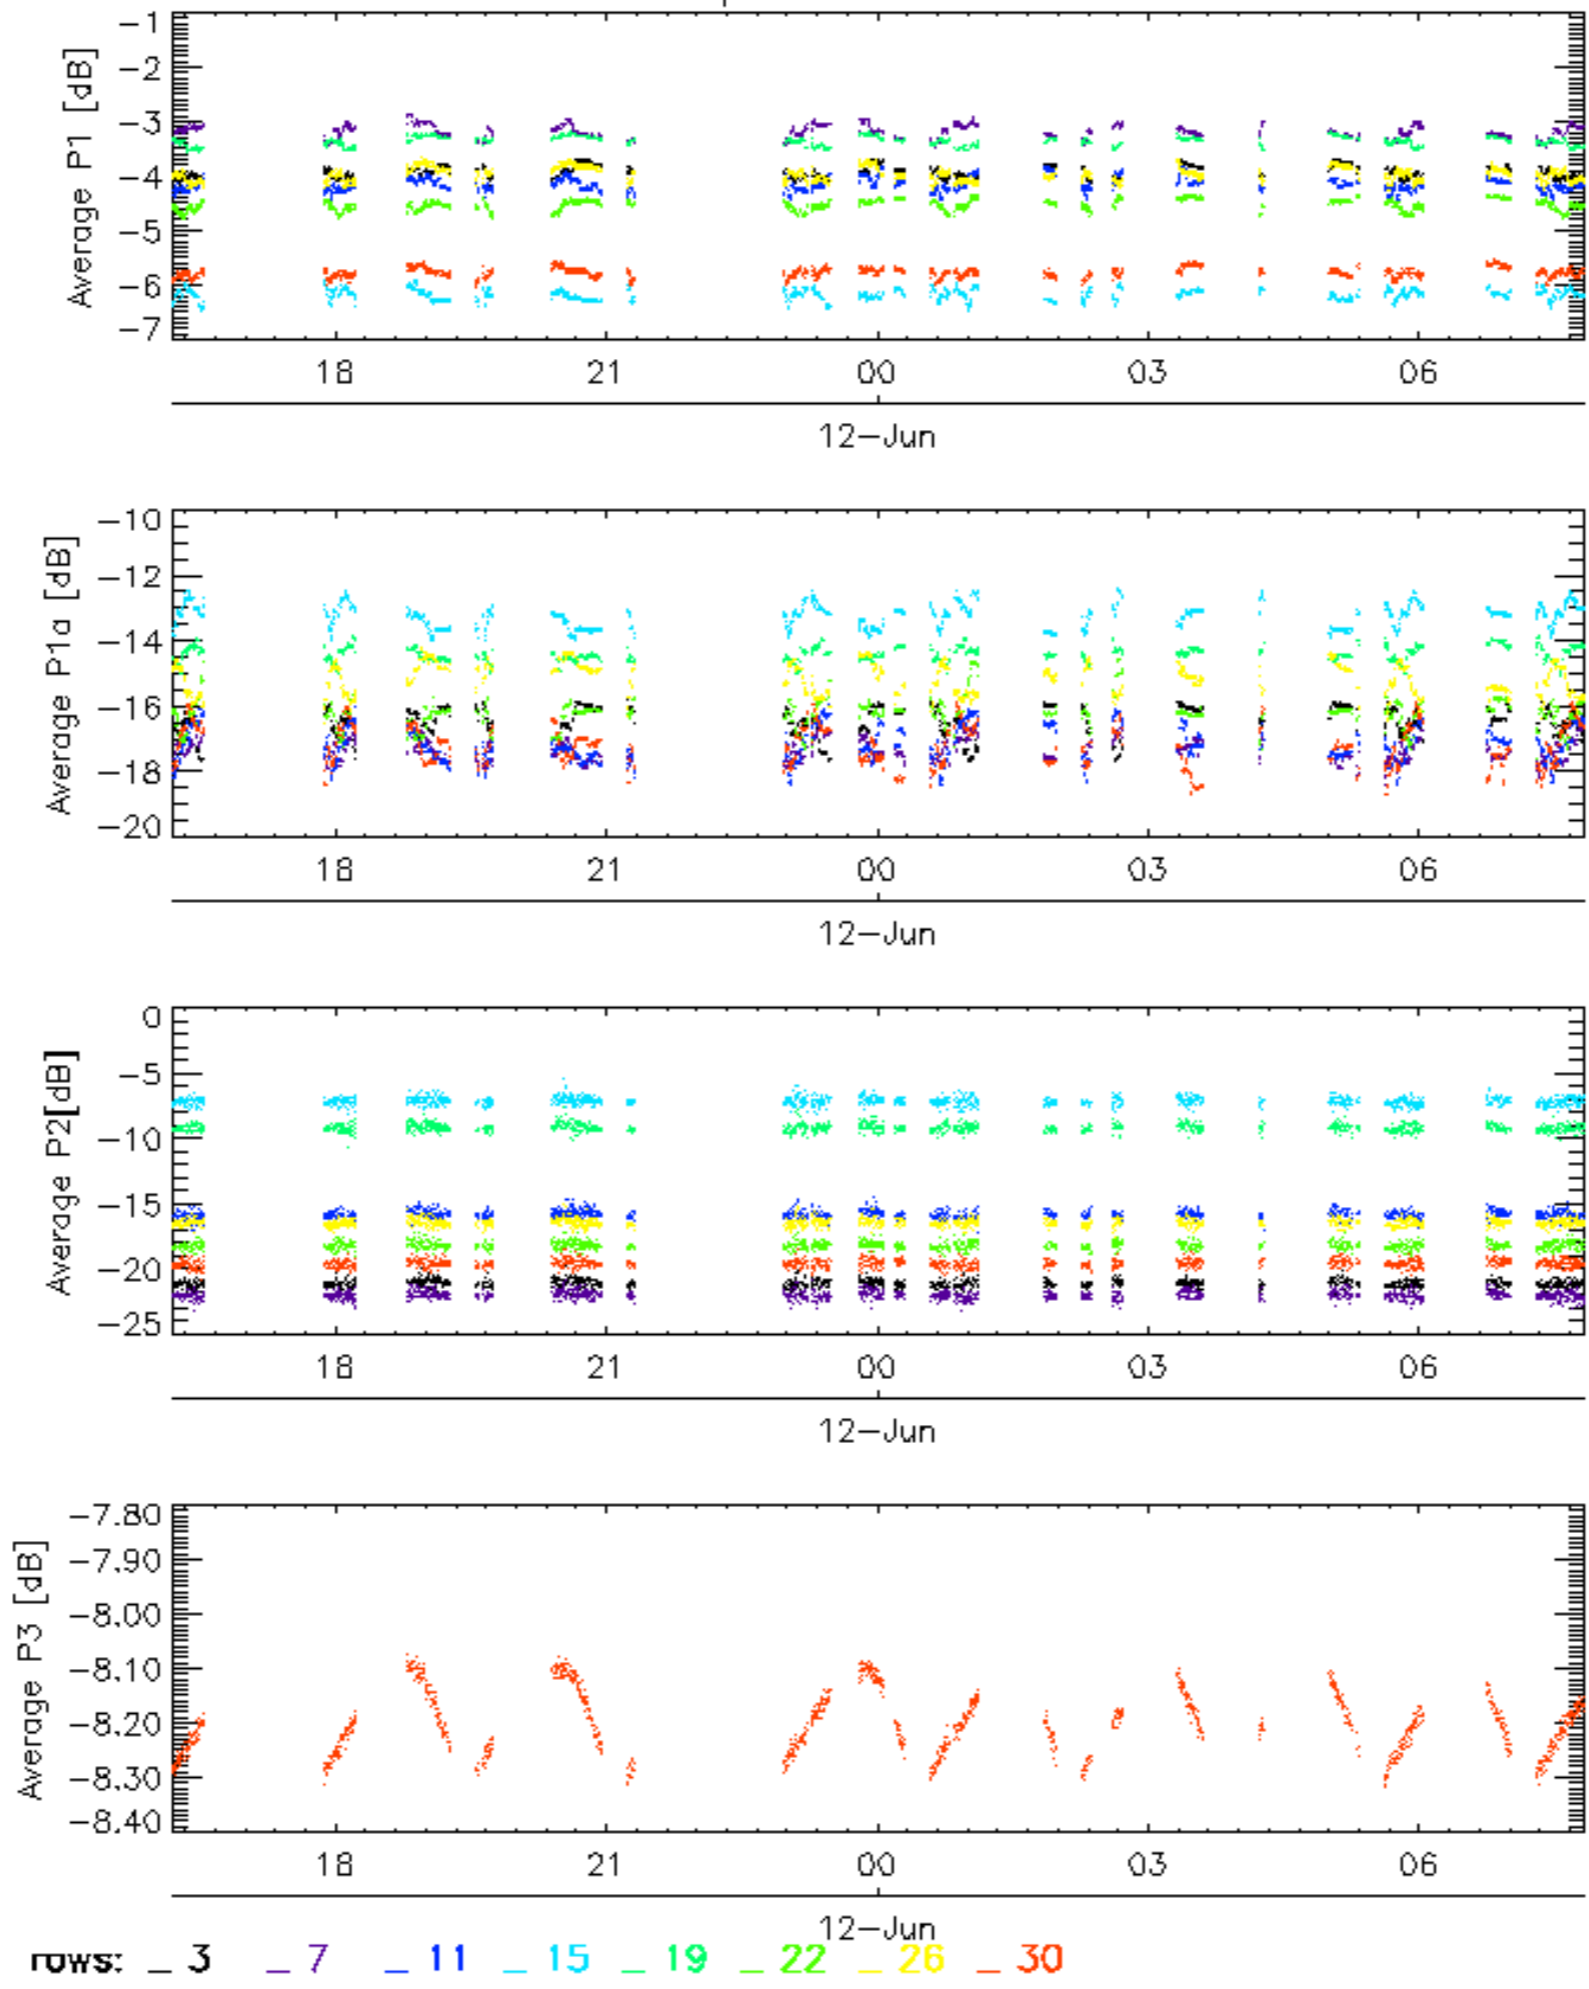 Average P1 [dB]
−1
−2
−3
−4
−5
−6
−7
18 21 00 03 06
12−Jun
Average P1a [dB]
−10
−12
−14
−16
−18
−20
18 21 00 03 06
12−Jun
Average P2[dB]
0
−5
−10
−15
−20
−25
18 21 00 03 06
12−Jun
Average P3 [dB]
−7.80
−7.90
−8.00
−8.10
−8.20
−8.30
−8.40
18 21 00 03 06
12−Jun
rows: _ 3 _ 7 _ 11 _ 15 _ 19 _ 22 _ 26 _ 30